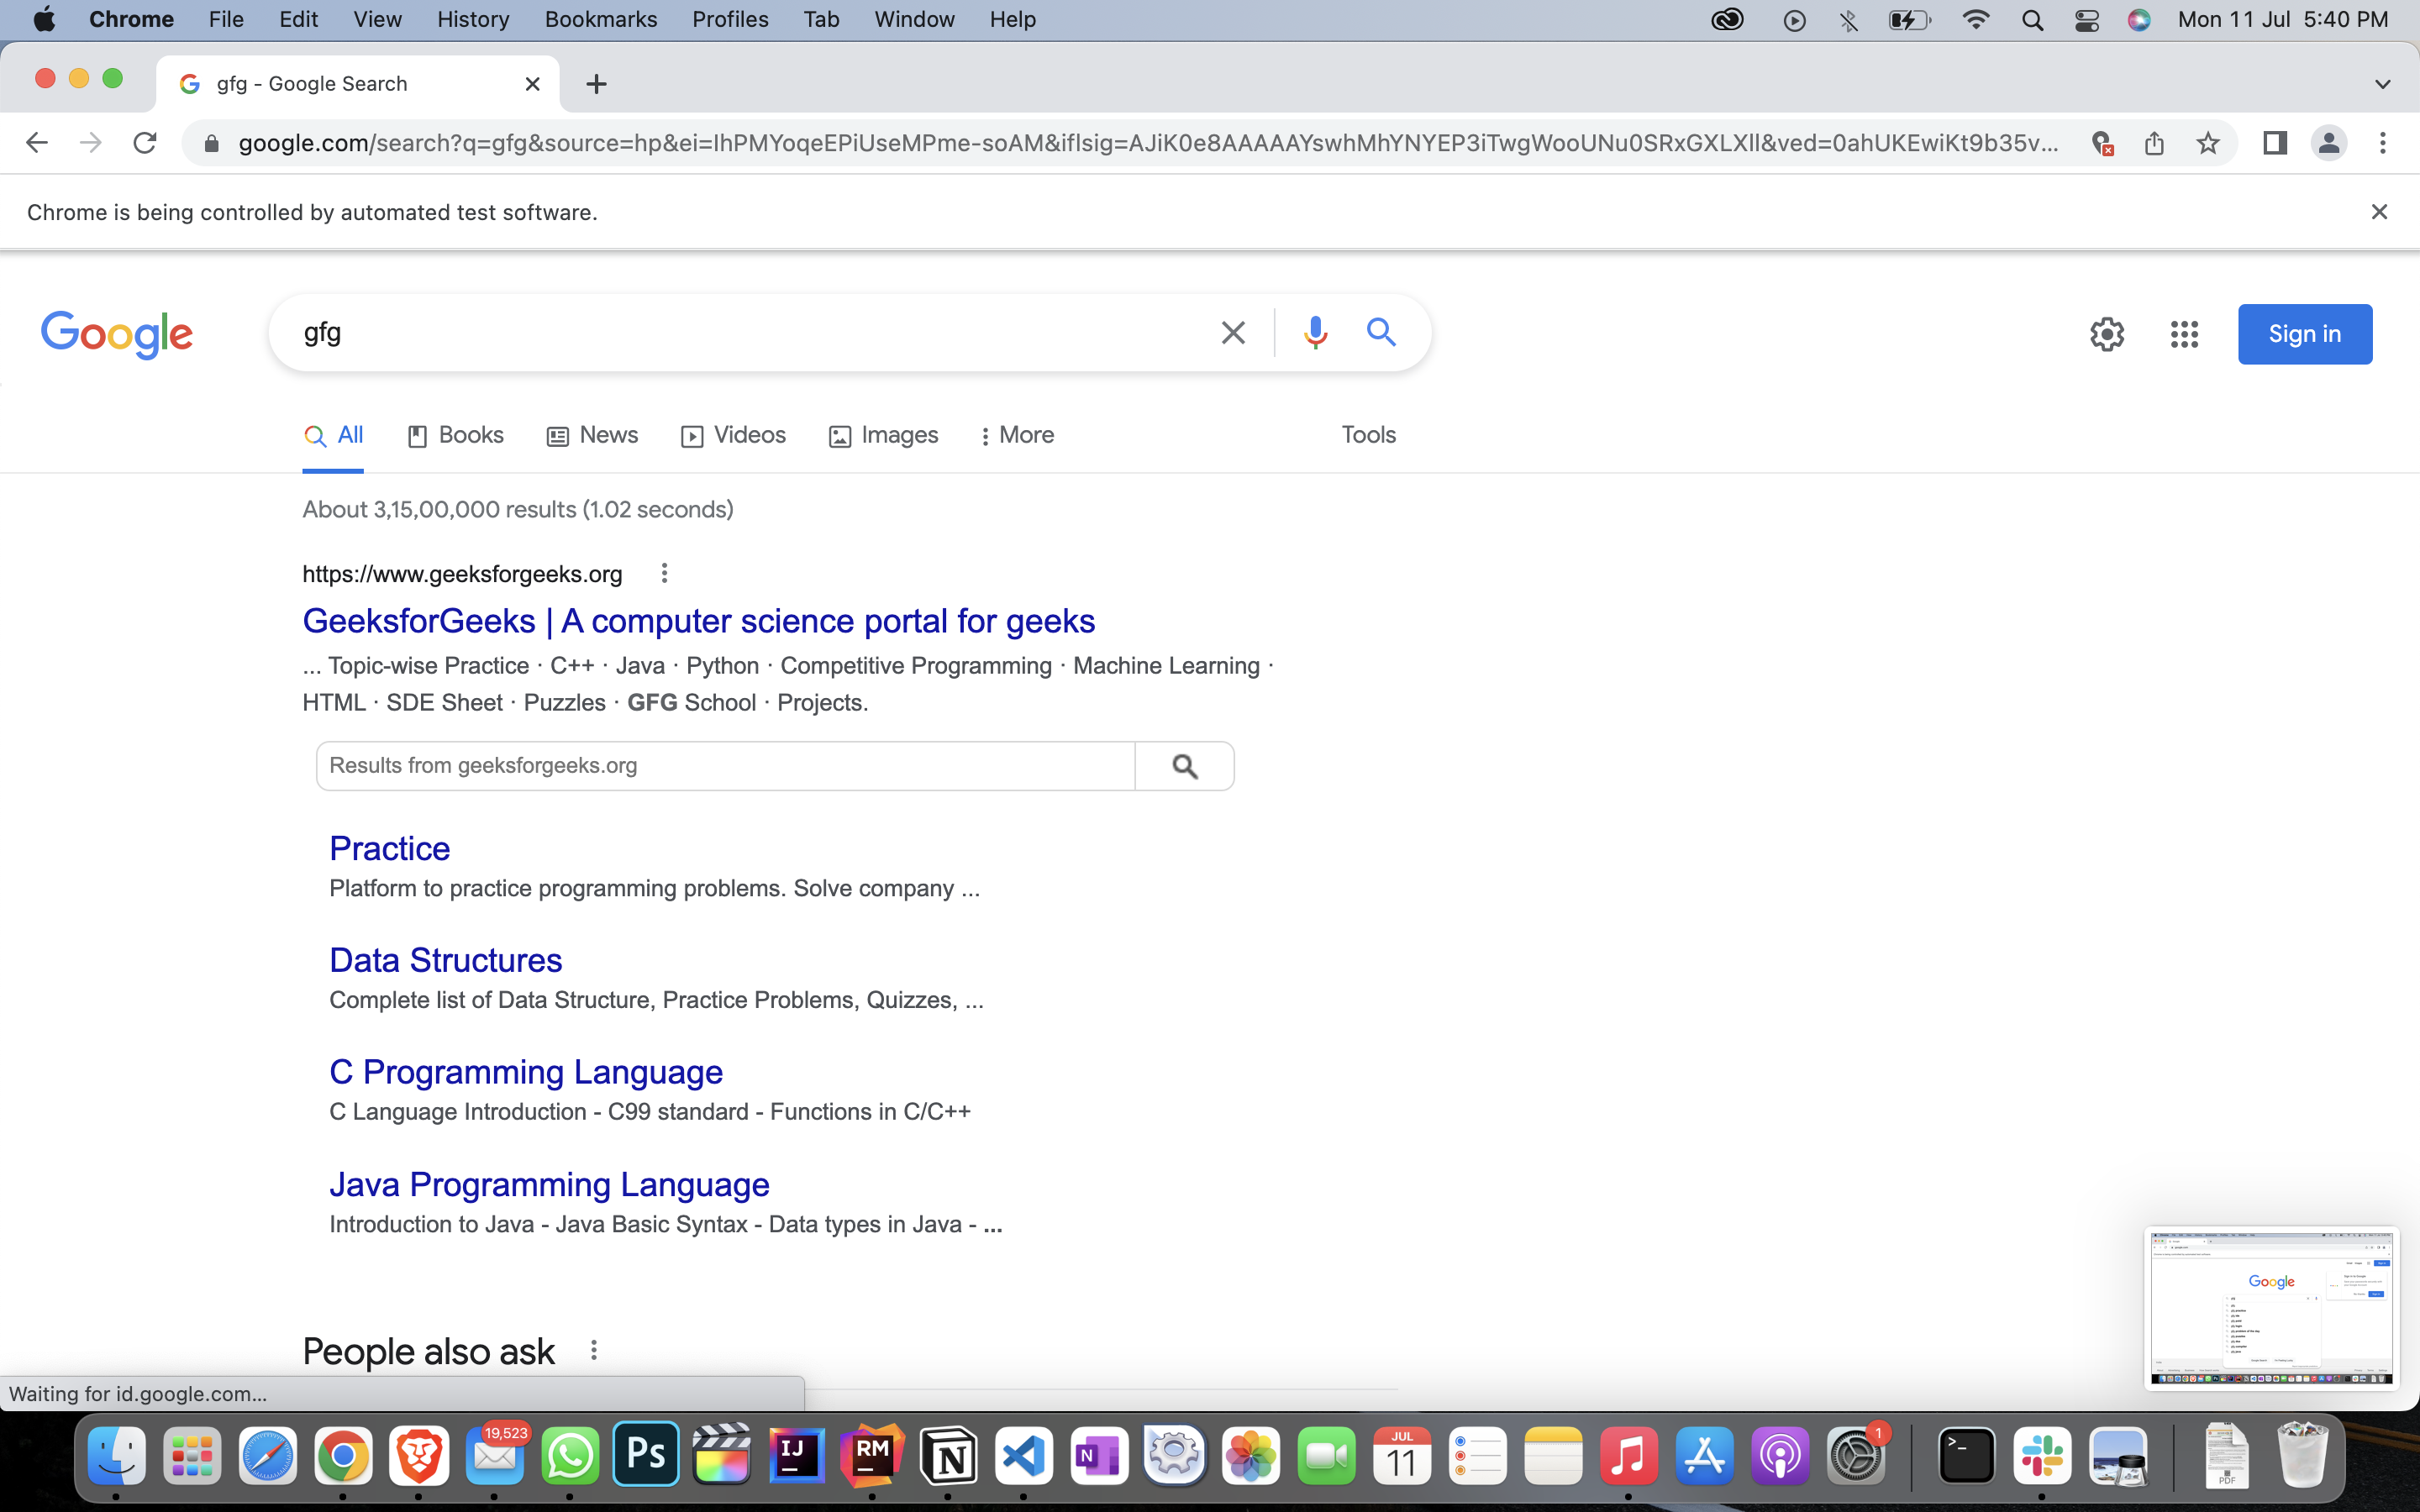 Chrome File Edit View History Bookmarks Profiles Tab Window Help Mon 11 Jul 5:40 PM
gfg - Google Search
google.com/search?q=gfg&source=hp&ei=IhPMYoqeEPiUseMPme-soAM&iflsig=AJiK0e8AAAAAYswhMhYNYEP3iTwgWooUNu0SRxGXLXll&ved=0ahUKEwiKt9b35v...
Chrome is being controlled by automated test software.
Google gfg Sign in
All Books News Videos Images More Tools
About 3,15,00,000 results (1.02 seconds)
https://www.geeksforgeeks.org
GeeksforGeeks | A computer science portal for geeks
... Topic-wise Practice · C++ · Java · Python · Competitive Programming · Machine Learning ·
HTML · SDE Sheet · Puzzles · GFG School · Projects.
Results from geeksforgeeks.org
Practice
Platform to practice programming problems. Solve company ...
Data Structures
Complete list of Data Structure, Practice Problems, Quizzes, ...
C Programming Language
C Language Introduction - C99 standard - Functions in C/C++
Java Programming Language
Introduction to Java - Java Basic Syntax - Data types in Java - ...
Google
People also ask
Waiting for id.google.com...
19,523 Ps IJ RM N N JUL 11 1 >_ PDF